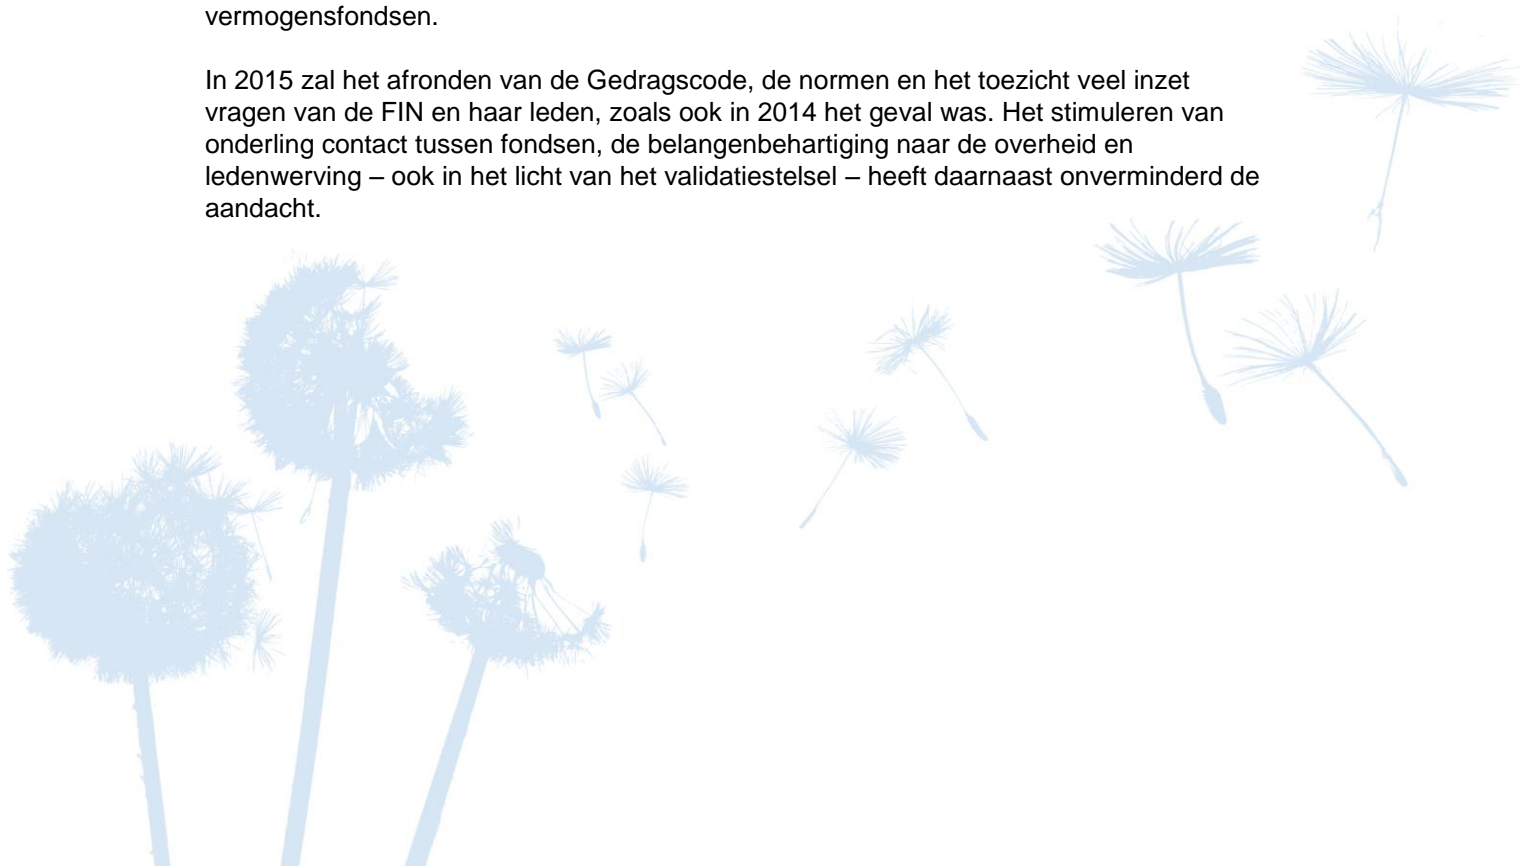 vermogensfondsen.
In 2015 zal het afronden van de Gedragscode, de normen en het toezicht veel inzet
vragen van de FIN en haar leden, zoals ook in 2014 het geval was. Het stimuleren van
onderling contact tussen fondsen, de belangenbehartiging naar de overheid en
ledenwerving – ook in het licht van het validatiestelsel – heeft daarnaast onverminderd de
aandacht.